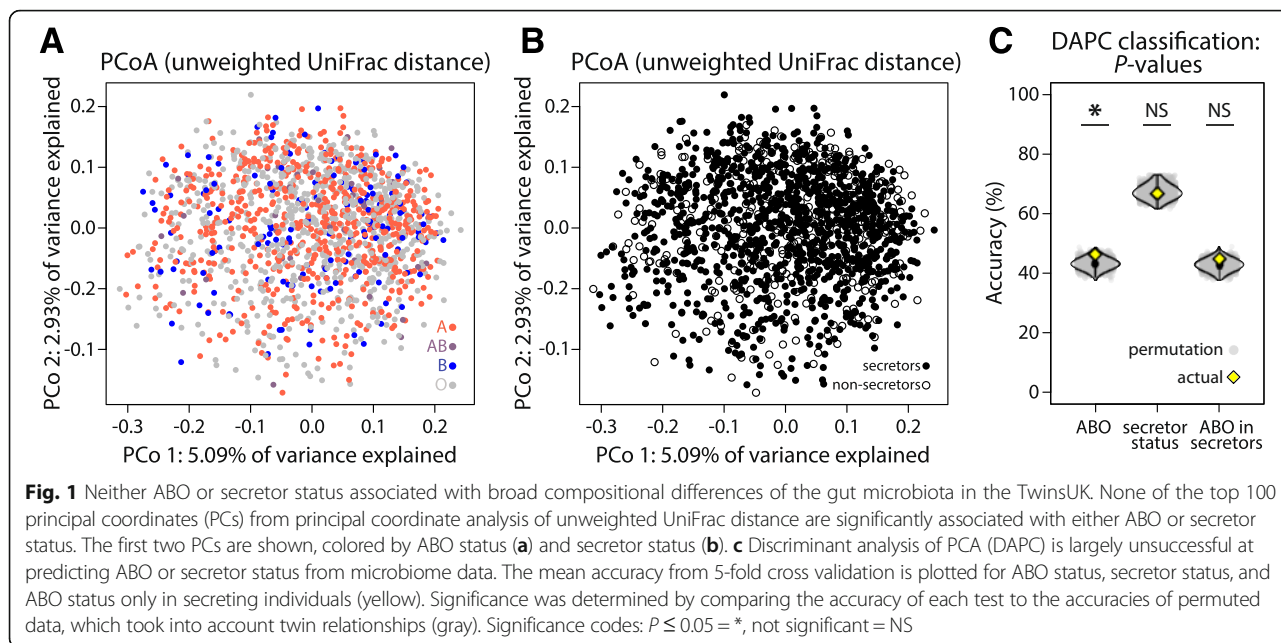 A
PCoA (unweighted UniFrac distance)
PCo 2: 2.93% of variance explained
0.2
0.1
0.0
-0.2
-0.1
A
AB
B
O
-0.3 -0.2 -0.1 0.0 0.1 0.2
PCo 1: 5.09% of variance explained
B
PCoA (unweighted UniFrac distance)
PCo 2: 2.93% of variance explained
0.2
0.1
0.0
-0.2
-0.1
secretors
non-secretors
-0.3 -0.2 -0.1 0.0 0.1 0.2
PCo 1: 5.09% of variance explained
C
DAPC classification:
P-values
Accuracy (%)
100
80
60
40
20
0
* NS NS
permutation
actual
ABO secretor status ABO in secretors
Fig. 1 Neither ABO or secretor status associated with broad compositional differences of the gut microbiota in the TwinsUK. None of the top 100
principal coordinates (PCs) from principal coordinate analysis of unweighted UniFrac distance are significantly associated with either ABO or secretor
status. The first two PCs are shown, colored by ABO status (a) and secretor status (b). c Discriminant analysis of PCA (DAPC) is largely unsuccessful at
predicting ABO or secretor status from microbiome data. The mean accuracy from 5-fold cross validation is plotted for ABO status, secretor status, and
ABO status only in secreting individuals (yellow). Significance was determined by comparing the accuracy of each test to the accuracies of permuted
data, which took into account twin relationships (gray). Significance codes: P ≤ 0.05 = *, not significant = NS